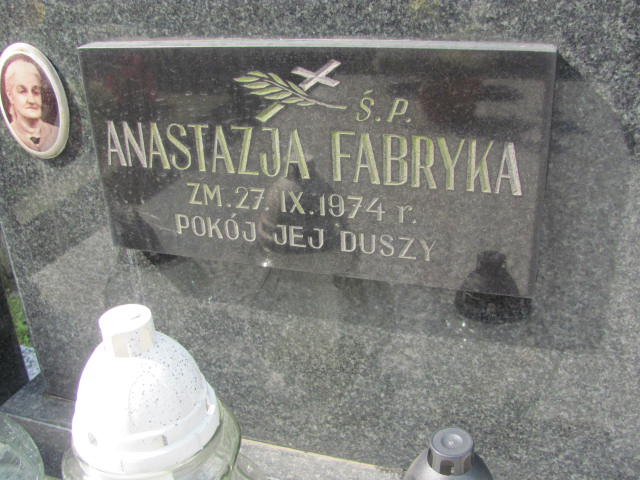 Ś.P.
ANASTAZJA FABRYKA
ZM. 27. IX. 1974 r.
POKÓJ JEJ DUSZY